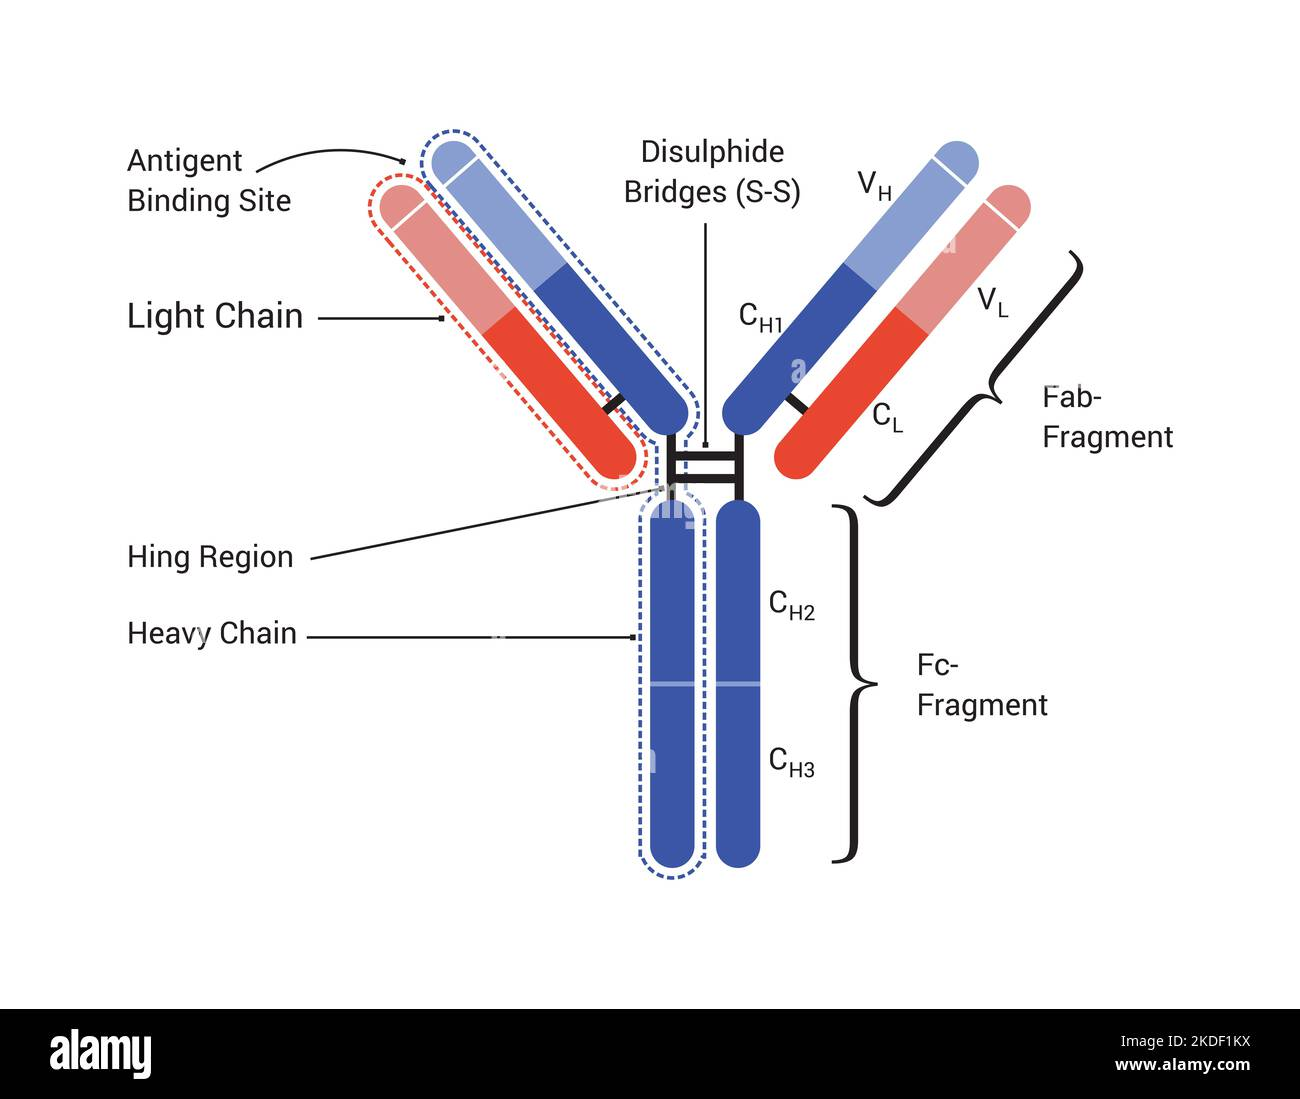 Antigent
Binding Site
Disulphide
Bridges (S-S)
VH
Light Chain
CH1
VL
CL
Fab-
Fragment
Hing Region
Heavy Chain
CH2
Fc-
Fragment
CH3
a
a
alamy
Image ID: 2KDF1KX
www.alamy.com